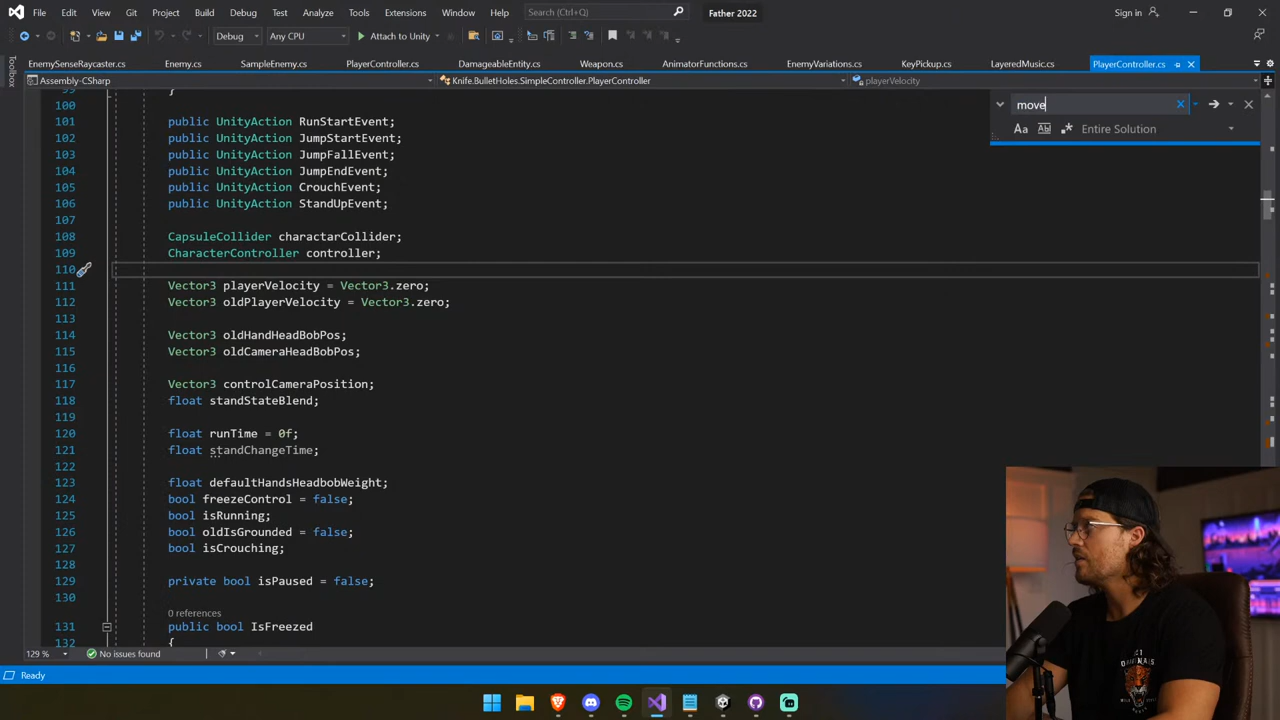 File Edit View Git Project Build Debug Test Analyze Tools Extensions Window Help Search (Ctrl+Q) Father 2022 Sign in
Debug Any CPU Attach to Unity
EnemySenseRaycaster.cs Enemy.cs SampleEnemy.cs PlayerController.cs DamageableEntity.cs Weapon.cs AnimatorFunctions.cs EnemyVariations.cs KeyPickup.cs LayeredMusic.cs PlayerController.cs
Toolbox
Assembly-CSharp Knife.BulletHoles.SimpleController.PlayerController playerVelocity
move
Aa Ab Entire Solution
99 }
100
101 public UnityAction RunStartEvent;
102 public UnityAction JumpStartEvent;
103 public UnityAction JumpFallEvent;
104 public UnityAction JumpEndEvent;
105 public UnityAction CrouchEvent;
106 public UnityAction StandUpEvent;
107
108 CapsuleCollider charactarCollider;
109 CharacterController controller;
110
111 Vector3 playerVelocity = Vector3.zero;
112 Vector3 oldPlayerVelocity = Vector3.zero;
113
114 Vector3 oldHandHeadBobPos;
115 Vector3 oldCameraHeadBobPos;
116
117 Vector3 controlCameraPosition;
118 float standStateBlend;
119
120 float runTime = 0f;
121 float standChangeTime;
122
123 float defaultHandsHeadbobWeight;
124 bool freezeControl = false;
125 bool isRunning;
126 bool oldIsGrounded = false;
127 bool isCrouching;
128
129 private bool isPaused = false;
130
0 references
131 public bool IsFreezed
132 {
129 % No issues found
Ready